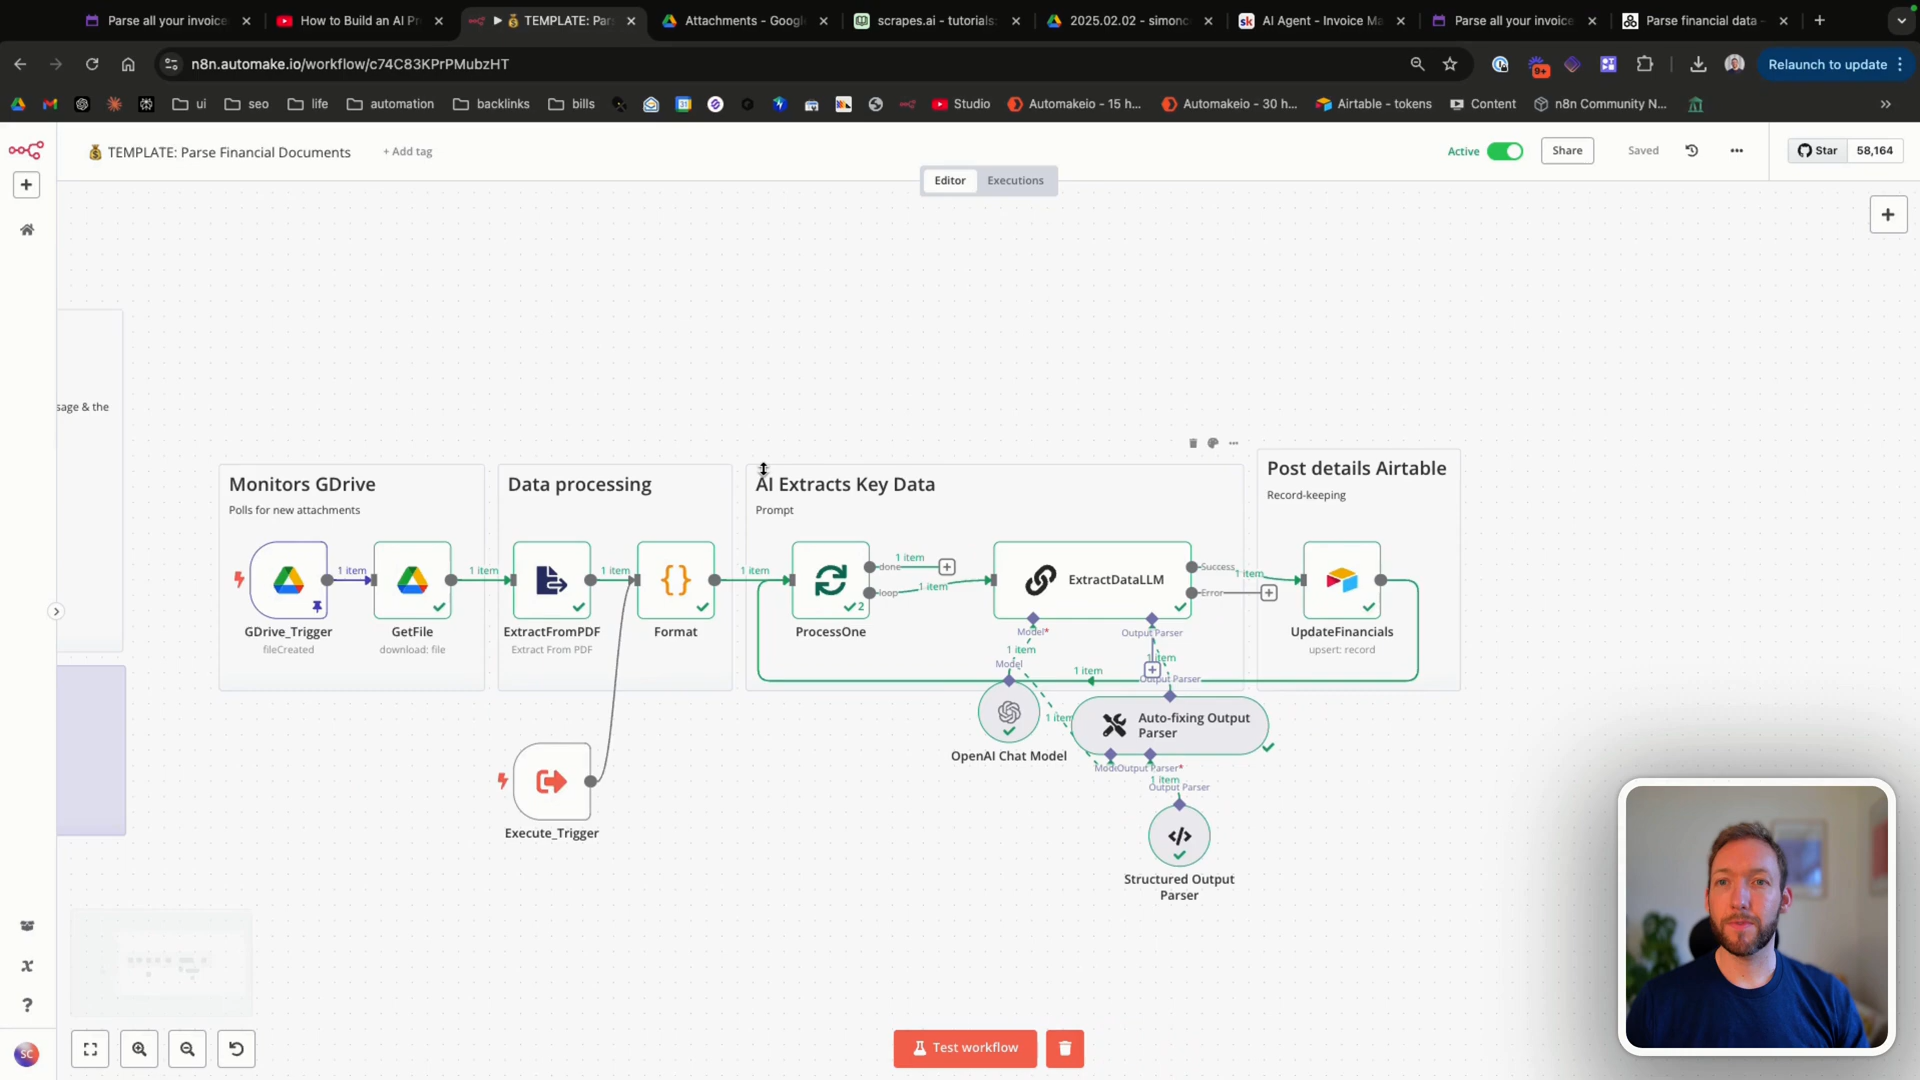 Parse all your invoice
How to Build an AI Pr
TEMPLATE: Par
Attachments - Googl
scrapes.ai - tutorials
2025.02.02 - simonc
AI Agent - Invoice Ma
Parse all your invoice
Parse financial data -
n8n.automake.io/workflow/c74C83KPrPMubzHT
9+
Relaunch to update
ui
seo
life
automation
backlinks
bills
Studio
Automakeio - 15 h...
Automakeio - 30 h...
Airtable - tokens
Content
n8n Community N...
TEMPLATE: Parse Financial Documents
+ Add tag
Active
Share
Saved
Star
58,164
Editor
Executions
sage & the
Monitors GDrive
Polls for new attachments
Data processing
AI Extracts Key Data
Prompt
Post details Airtable
Record-keeping
1 item
1 item
1 item
1 item
1 item
done
1 item
loop
2
ExtractDataLLM
Success
1 item
Error
GDrive_Trigger
fileCreated
GetFile
download: file
ExtractFromPDF
Extract From PDF
Format
ProcessOne
Model*
Output Parser
UpdateFinancials
upsert: record
1 item
1 item
Model
1 item
Output Parser
1 item
Auto-fixing Output
Parser
OpenAI Chat Model
Output Parser*
1 item
Output Parser
Execute_Trigger
Structured Output
Parser
Test workflow
SC